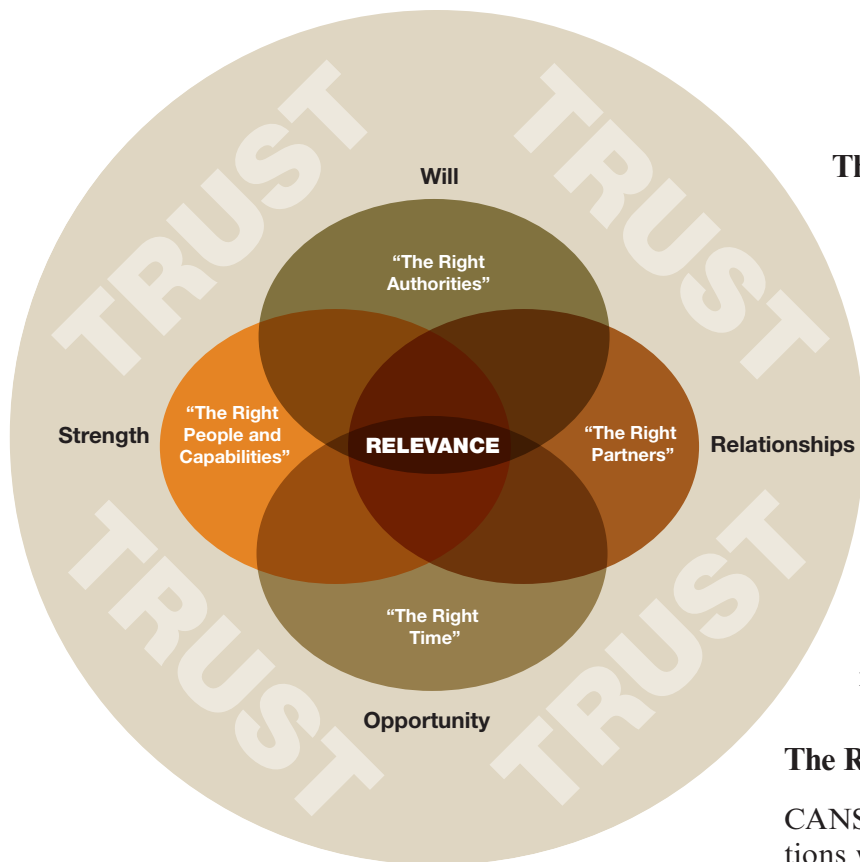 TRUST
TRUST
Th
Will
“The Right
Authorities”
Strength
“The Right
People and
Capabilities”
RELEVANCE
“The Right
Partners”
Relationships
“The Right
Time”
Opportunity
TRUST
TRUST
The R
CANS
tions